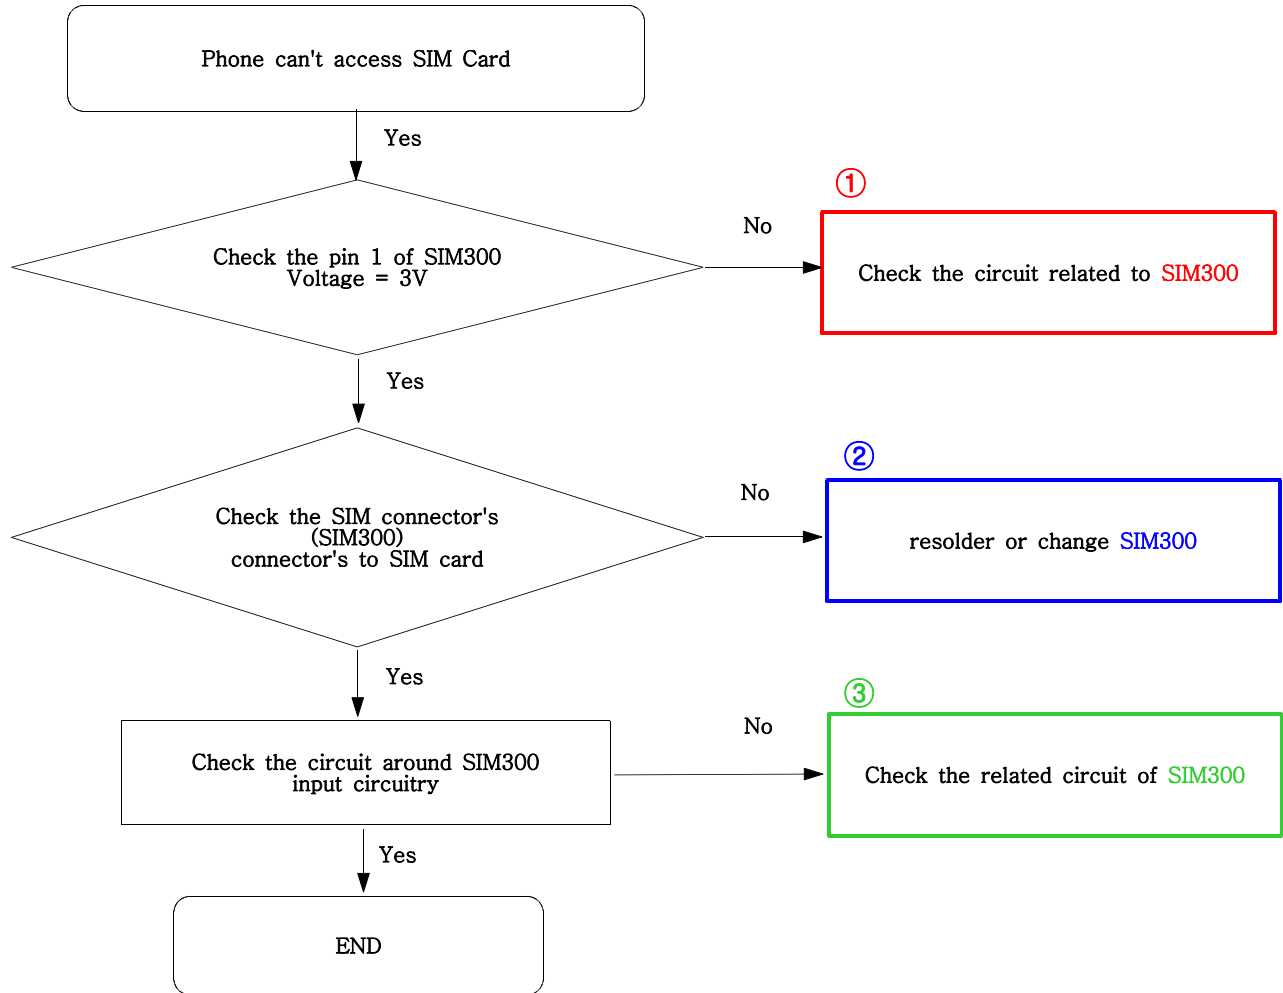 Phone can't access SIM Card
Yes
①
No
Check the pin 1 of SIM300
Voltage = 3V
Check the circuit related to SIM300
Yes
②
No
Check the SIM connector's
(SIM300)
connector's to SIM card
resolder or change SIM300
Yes
③
No
Check the circuit around SIM300
input circuitry
Check the related circuit of SIM300
Yes
END